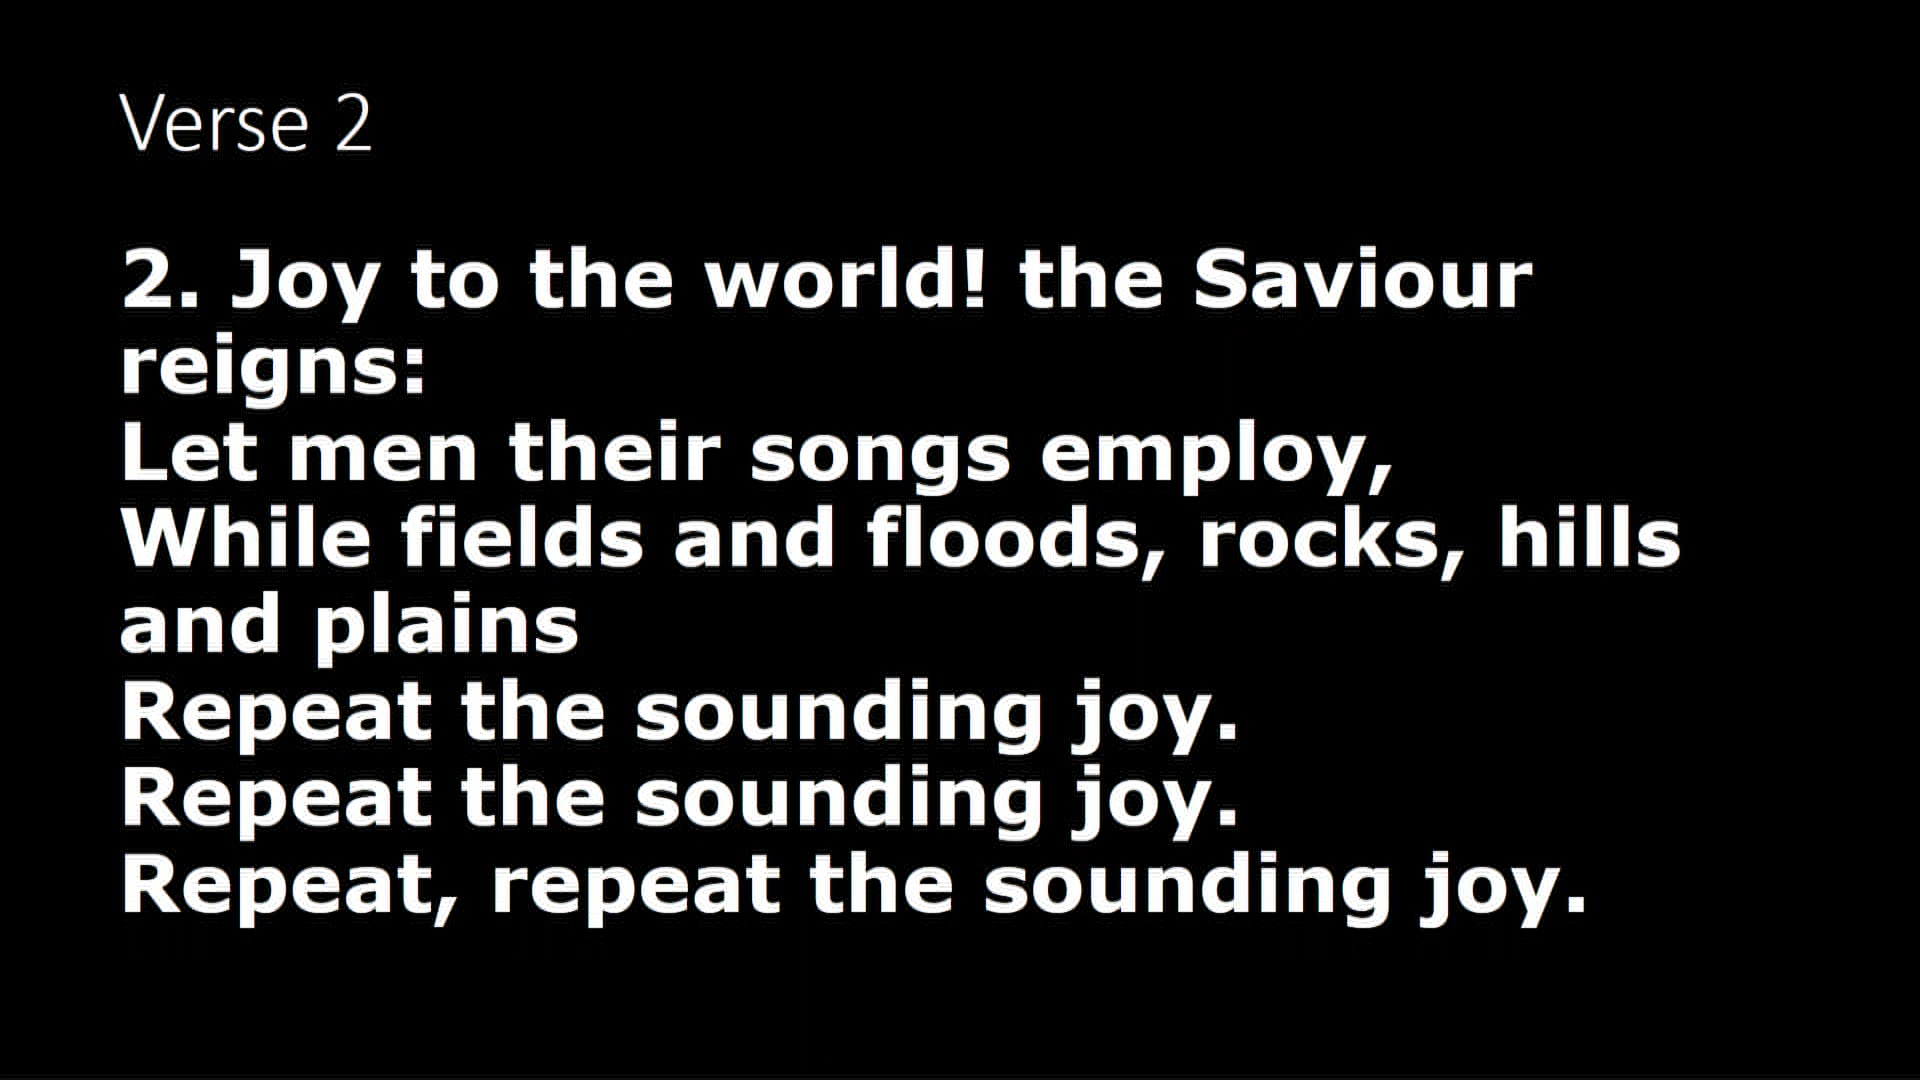 Verse 2
2. Joy to the world! the Saviour
reigns:
Let men their songs employ,
While fields and floods, rocks, hills
and plains
Repeat the sounding joy.
Repeat the sounding joy.
Repeat, repeat the sounding joy.